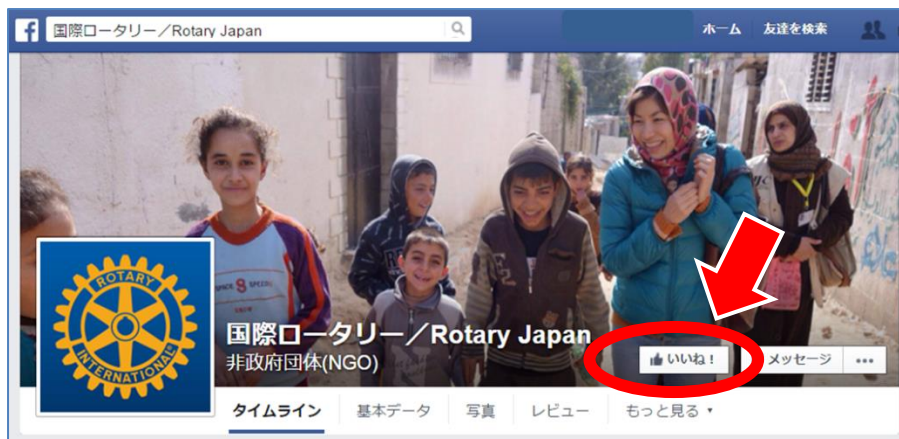 国際ロータリー／Rotary Japan
ホーム 友達を検索
ROTARY
INTERNATIONAL
SPACE 9 SPEEDS
国際ロータリー／Rotary Japan
非政府団体(NGO)
いいね！ メッセージ
タイムライン 基本データ 写真 レビュー もっと見る